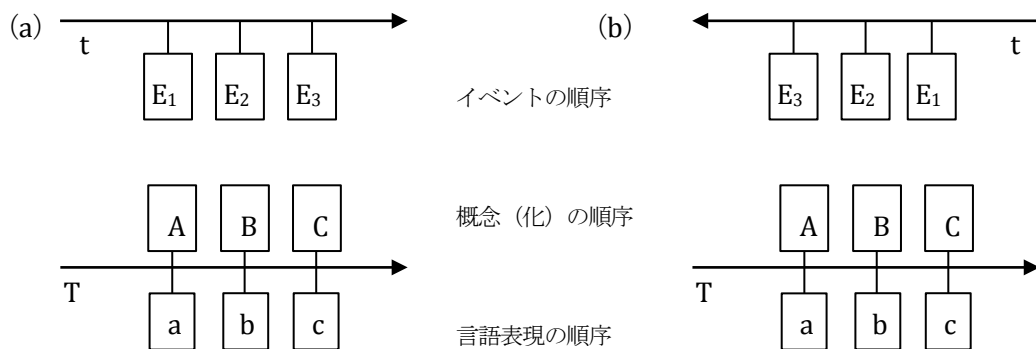 (a) (b)
t t
E₁ E₂ E₃ イベントの順序 E₃ E₂ E₁
A B C 概念（化）の順序 A B C
T T
a b c 言語表現の順序 a b c